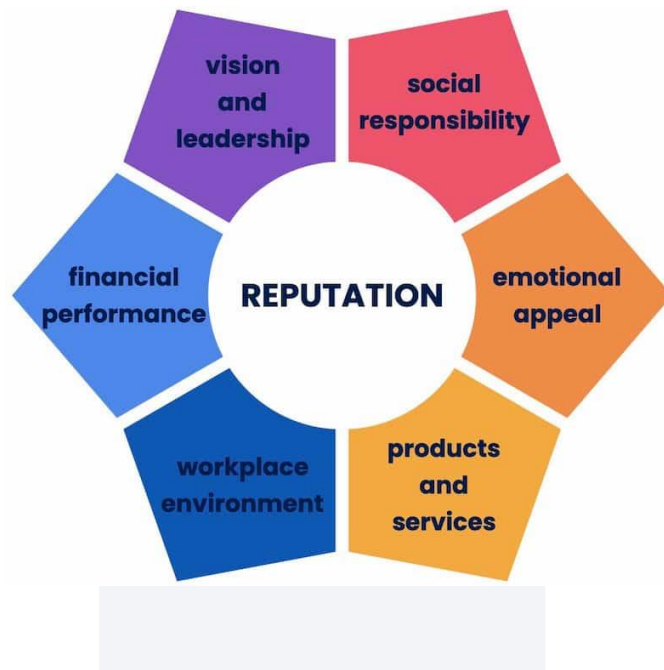 vision
and
leadership
social
responsibility
financial
performance
REPUTATION
emotional
appeal
workplace
environment
products
and
services